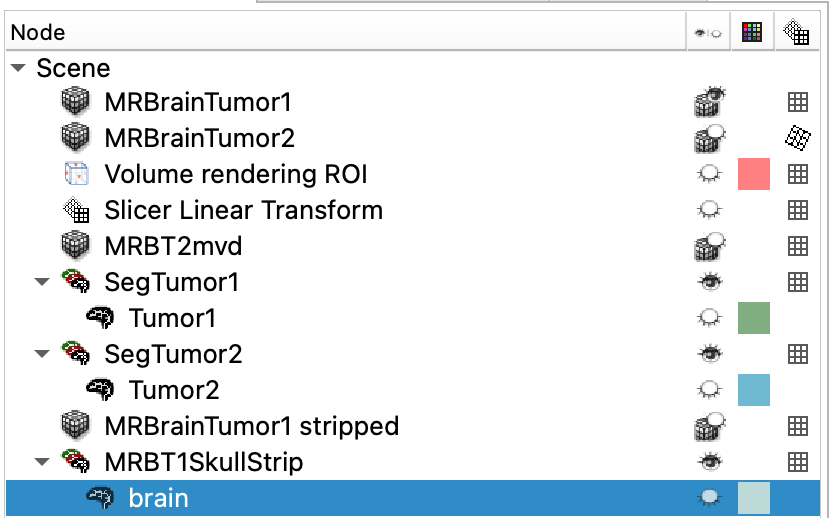 Node
Scene
MRBrainTumor1
MRBrainTumor2
Volume rendering ROI
Slicer Linear Transform
MRBT2mvd
SegTumor1
Tumor1
SegTumor2
Tumor2
MRBrainTumor1 stripped
MRBT1SkullStrip
brain